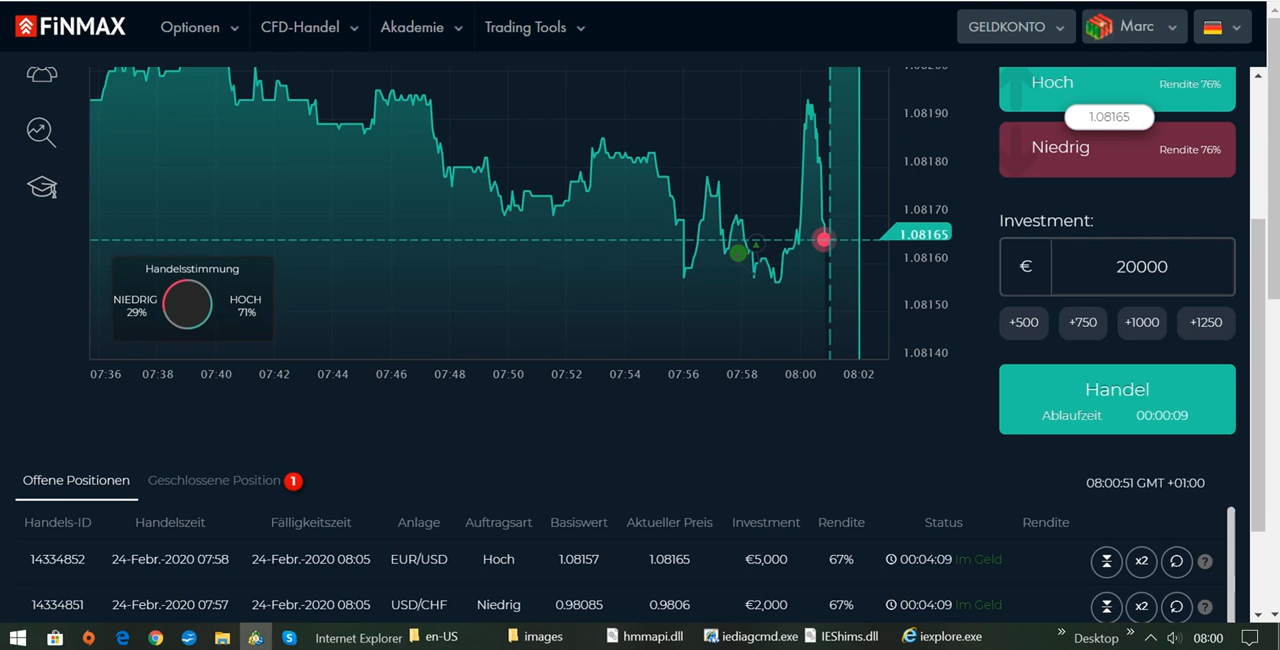 FiNMAX Optionen CFD-Handel Akademie Trading Tools GELDKONTO Marc
1.08200
1.08190
1.08180
1.08170
1.08165
1.08160
1.08150
1.08140
Handelsstimmung
NIEDRIG HOCH
29% 71%
07:36 07:38 07:40 07:42 07:44 07:46 07:48 07:50 07:52 07:54 07:56 07:58 08:00 08:02
Hoch Rendite 76%
1.08165
Niedrig Rendite 76%
Investment:
€ 20000
+500 +750 +1000 +1250
Handel
Ablaufzeit 00:00:09
Offene Positionen Geschlossene Position 1 08:00:51 GMT +01:00
Handels-ID Handelszeit Fälligkeitszeit Anlage Auftragsart Basiswert Aktueller Preis Investment Rendite Status Rendite
14334852 24-Febr.-2020 07:58 24-Febr.-2020 08:05 EUR/USD Hoch 1.08157 1.08165 €5,000 67% 00:04:09 Im Geld x2 ?
14334851 24-Febr.-2020 07:57 24-Febr.-2020 08:05 USD/CHF Niedrig 0.98085 0.9806 €2,000 67% 00:04:09 Im Geld x2 ?
Internet Explorer en-US images hmmapi.dll iediagcmd.exe IEShims.dll iexplore.exe » Desktop » 08:00